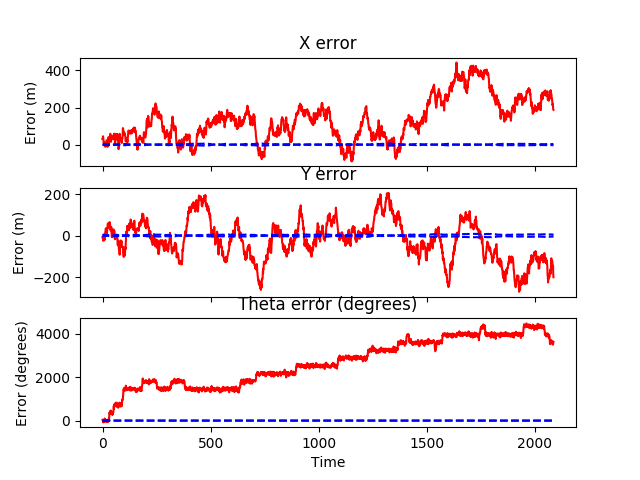 X error
400
200
0
Error (m)
Y error
200
0
−200
Error (m)
Theta error (degrees)
4000
2000
0
Error (degrees)
0 500 1000 1500 2000
Time